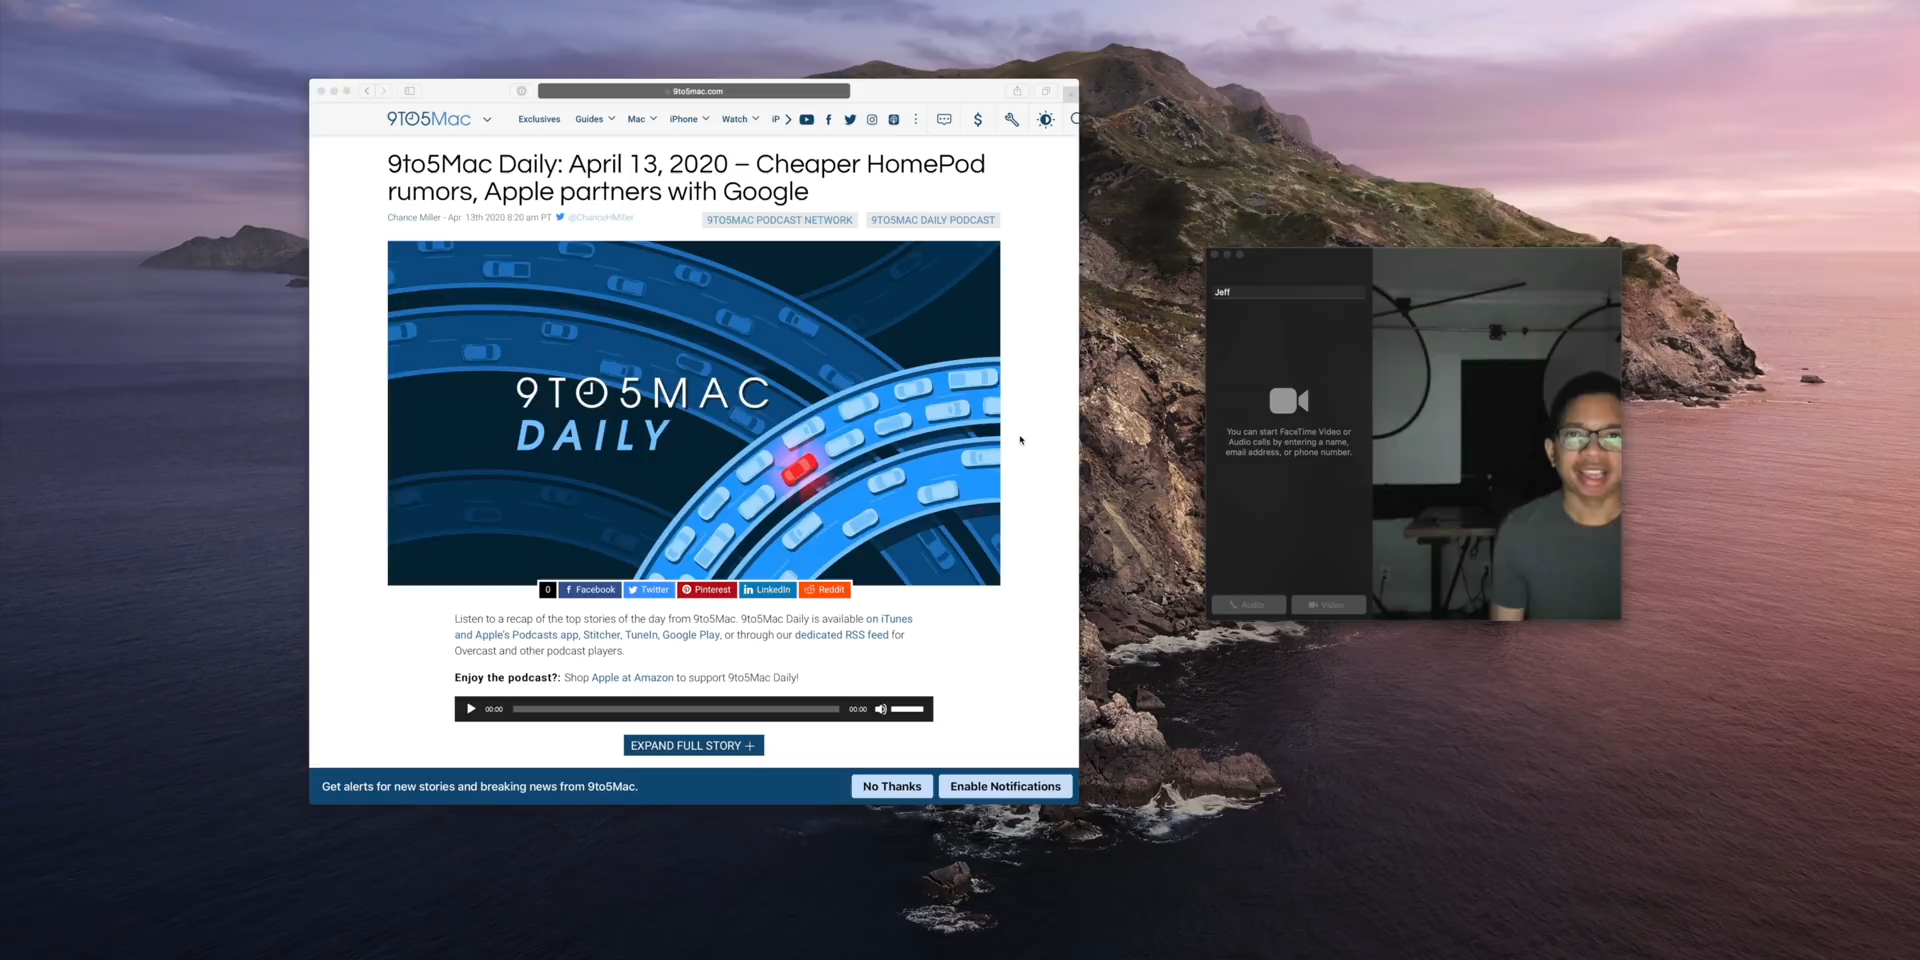 9to5mac.com
9TO5Mac
Exclusives Guides Mac iPhone Watch iP $
9to5Mac Daily: April 13, 2020 – Cheaper HomePod
rumors, Apple partners with Google
Chance Miller - Apr 13th 2020 8:20 am PT @ChanceHMiller
9TO5MAC PODCAST NETWORK 9TO5MAC DAILY PODCAST
9TO5MAC
DAILY
0 Facebook Twitter Pinterest LinkedIn Reddit
Listen to a recap of the top stories of the day from 9to5Mac. 9to5Mac Daily is available on iTunes
and Apple's Podcasts app, Stitcher, TuneIn, Google Play, or through our dedicated RSS feed for
Overcast and other podcast players.
Enjoy the podcast?: Shop Apple at Amazon to support 9to5Mac Daily!
00:00 00:00
EXPAND FULL STORY +
Get alerts for new stories and breaking news from 9to5Mac.
No Thanks Enable Notifications
Jeff
You can start FaceTime Video or
Audio calls by entering a name,
email address, or phone number.
Audio Video